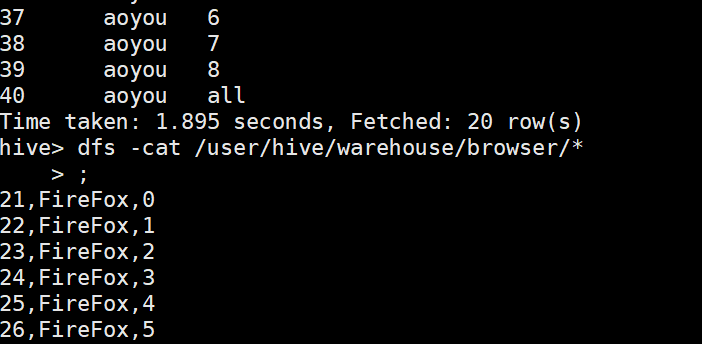 37 aoyou 6
38 aoyou 7
39 aoyou 8
40 aoyou all
Time taken: 1.895 seconds, Fetched: 20 row(s)
hive> dfs -cat /user/hive/warehouse/browser/*
> ;
21,FireFox,0
22,FireFox,1
23,FireFox,2
24,FireFox,3
25,FireFox,4
26,FireFox,5